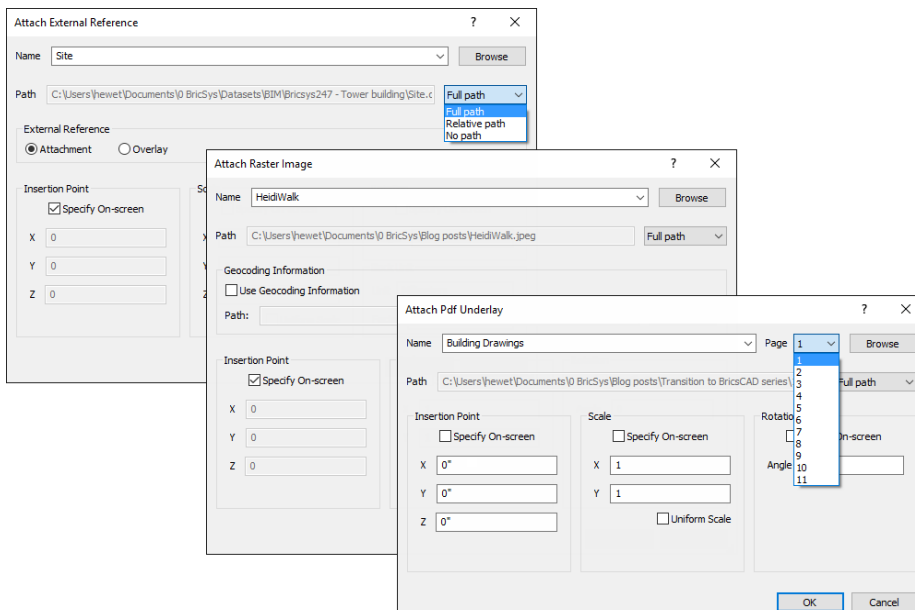 Attach External Reference ? X
Name Site Browse
Path C:\Users\hewet\Documents\0 BricSys\Datasets\BIM\Bricsys247 - Tower building\Site.c Full path
Full path
Relative path
No path
External Reference
Attachment Overlay
Insertion Point Sc
Specify On-screen
X 0
Y 0
Z 0
Attach Raster Image ? X
Name HeidiWalk Browse
Path C:\Users\hewet\Documents\0 BricSys\Blog posts\HeidiWalk.jpeg Full path
Geocoding Information
Use Geocoding Information
Path:
Insertion Point
Specify On-screen
X 0
Y 0
Z 0
Attach Pdf Underlay ? X
Name Building Drawings Page 1 Browse
1
2
3
4
5
6
7
8
9
10
11
Path C:\Users\hewet\Documents\0 BricSys\Blog posts\Transition to BricsCAD series\ Full path
Insertion Point Scale Rotatio
Specify On-screen Specify On-screen n-screen
X 0" X 1 Angle
Y 0" Y 1
Z 0" Uniform Scale
OK Cancel